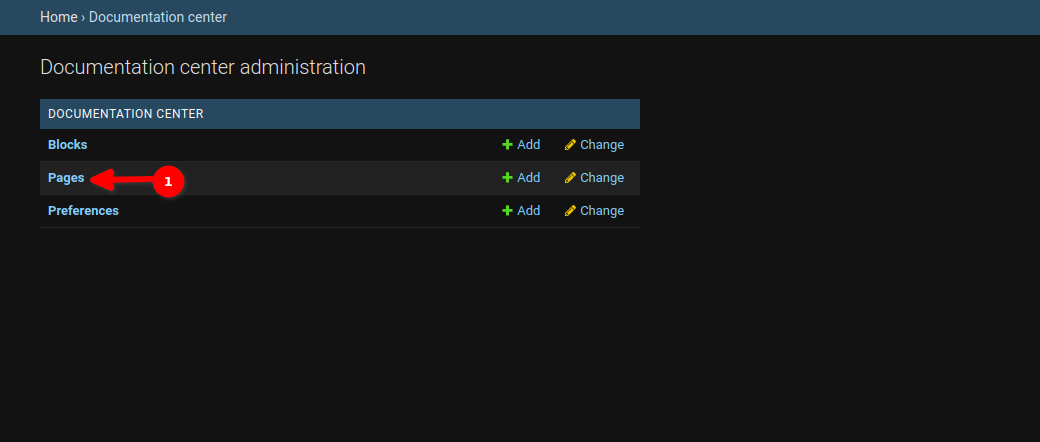 Home › Documentation center
Documentation center administration
DOCUMENTATION CENTER
Blocks Add Change
Pages 1 Add Change
Preferences Add Change